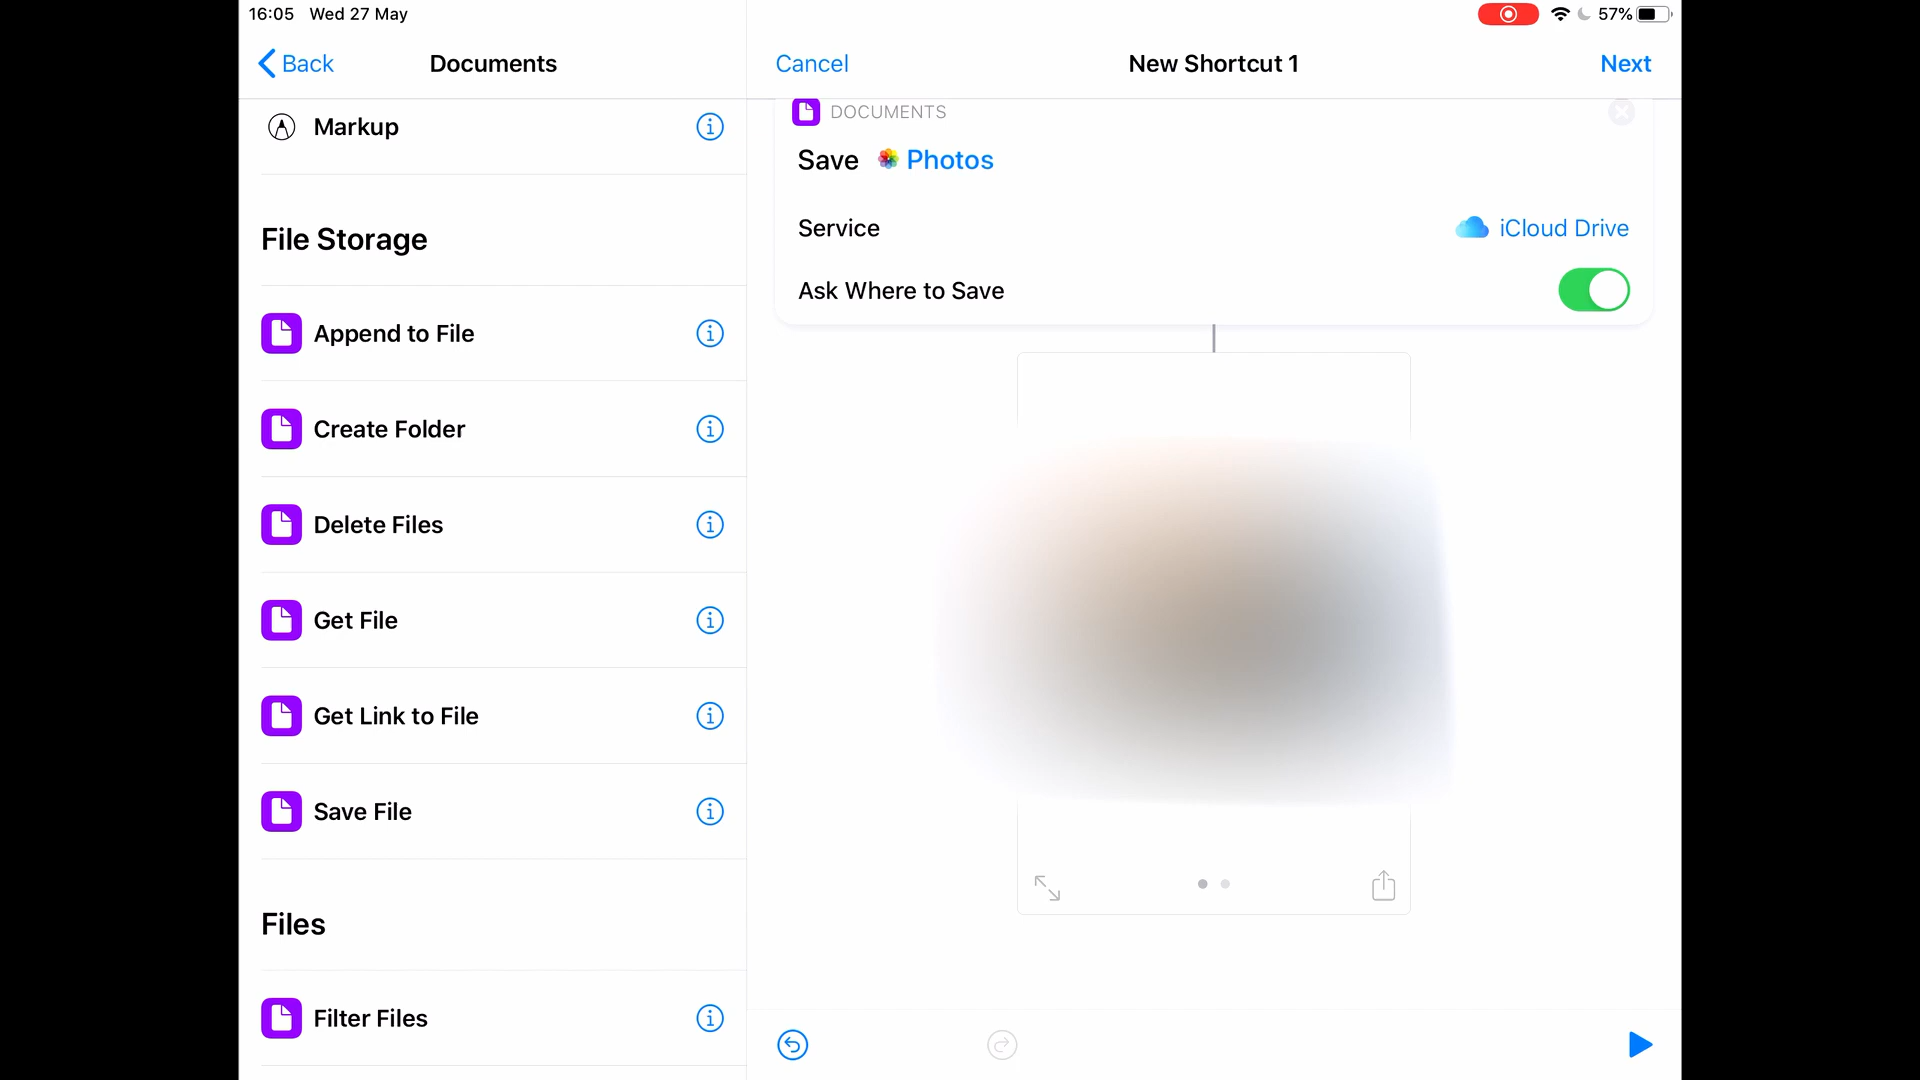 16:05 Wed 27 May
57%
Back
Documents
Cancel
New Shortcut 1
Next
Markup
File Storage
Append to File
Create Folder
Delete Files
Get File
Get Link to File
Save File
Files
Filter Files
DOCUMENTS
Save Photos
Service
iCloud Drive
Ask Where to Save